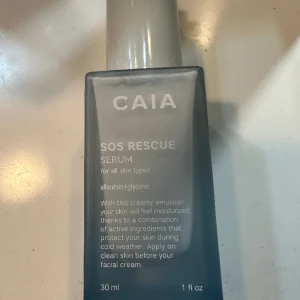 CAIA
SOS RESCUE
SERUM
for all skin types
allantoin+glycerin
With this creamy emulsion
your skin will feel moisturized
thanks to a combination
of active ingredients that
protect your skin during
cold weather. Apply on
clean skin before your
facial cream.
30 ml 1 fl oz